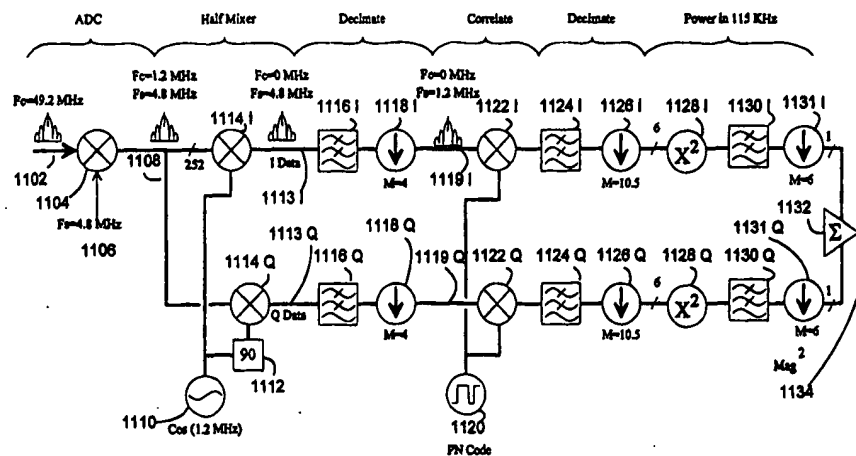 ADC Half Mixer Decimate Correlate Decimate Power in 115 KHz
Fc=1.2 MHz Fc=0 MHz Fc=0 MHz
Fc=49.2 MHz Fs=4.8 MHz Fs=4.8 MHz Fs=1.2 MHz
1114 I 1116 I 1118 I 1122 I 1124 I 1126 I 1128 I 1130 I 1131 I
6 1
X²
1102 1108 252 I Data M=4 1119 I M=10.5 M=6
1104 1113 I 1132
Fs=4.8 MHz Σ
1106 1118 Q 1131 Q
1114 Q 1113 Q 1116 Q 1119 Q 1122 Q 1124 Q 1126 Q 1128 Q 1130 Q
6 1
X²
Q Data M=4 M=10.5 M=6
90 1112 Mag²
1134
1110 1120
Cos (1.2 MHz)
PN Code